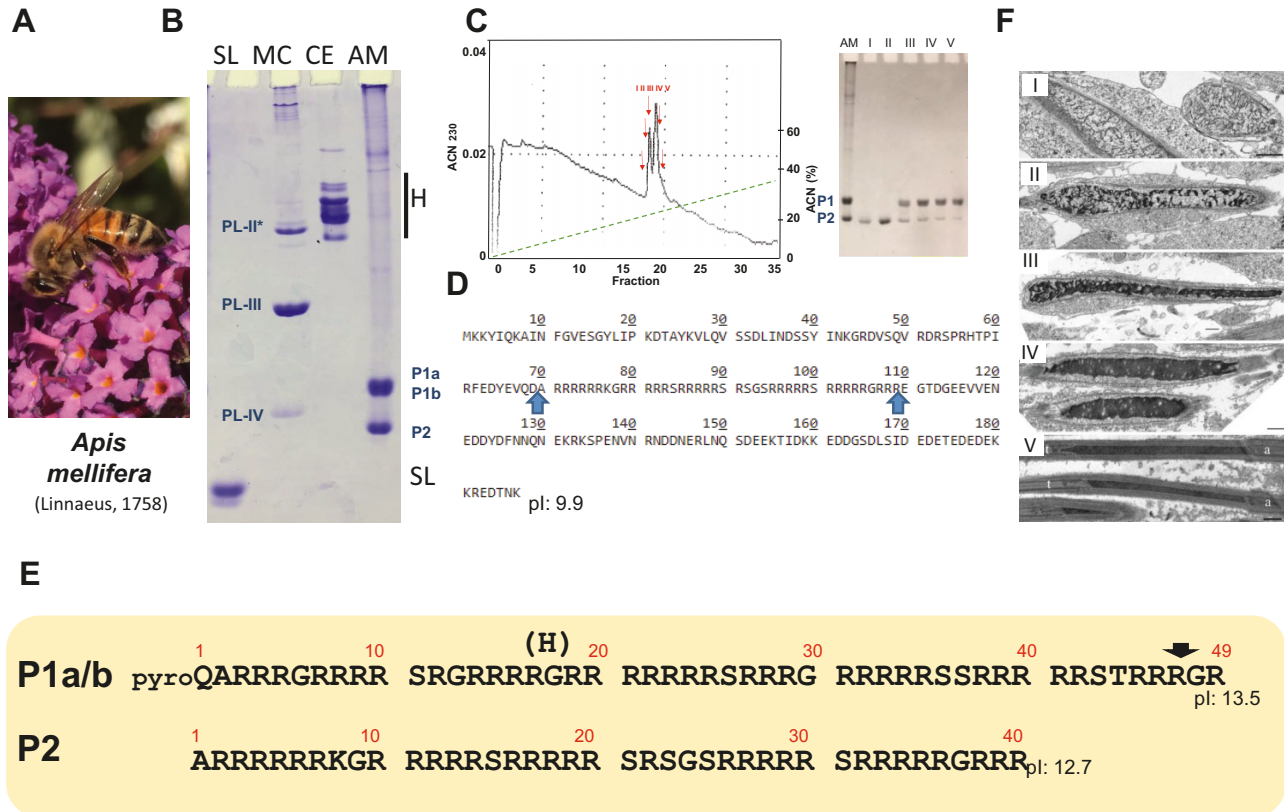 A
Apis
mellifera
(Linnaeus, 1758)
B
SL MC CE AM
PL-II*
H
PL-III
P1a
P1b
PL-IV
P2
SL
C
0.04
0.02
0
ACN 230
I II III IV V
60
40
20
0
ACN (%)
0 5 10 15 20 25 30 35
Fraction
AM I II III IV V
P1
P2
D
10 20 30 40 50 60
MKKYIQKAIN FGVESGYLIP KDTAYKVLQV SSDLINDSSY INKGRDVSQV RDRSPRHTPI
70 80 90 100 110 120
RFEDYEVQDA RRRRRRKGRR RRRSRRRRRS RSGSRRRRRS RRRRRGRRRE GTDGEEVVEN
130 140 150 160 170 180
EDDYDFNNQN EKRKSPENVN RNDDNERLNQ SDEEKTIDKK EDDGSDLSID EDETEDEDEK
KREDTNK pI: 9.9
F
I
II
III
IV
V
t a
t a
E
(H)
1 10 20 30 40 49
P1a/b pyroQARRRGRRRR SRGRRRRRGRR RRRRRRSRRRG RRRRRRSSRRR RRSTRRRGR
pI: 13.5
P2
1 10 20 30 40
ARRRRRRKGR RRRRSRRRRR SRSGSRRRRR SRRRRRGRRR pI: 12.7